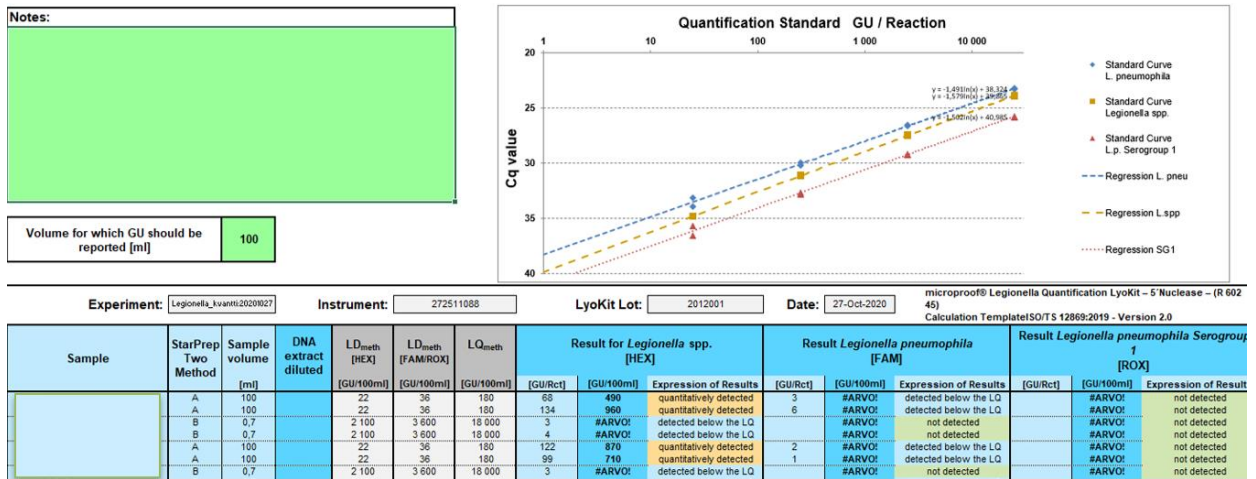 Notes:
Volume for which GU should be
reported [ml]
100
Quantification Standard GU / Reaction
1 10 100 1 000 10 000
20
25
30
35
40
Cq value
y = -1,491ln(x) + 38,324
y = -1,502ln(x) + 40,985
Standard Curve
L. pneumophila
Standard Curve
Legionella spp.
Standard Curve
L.p. Serogroup 1
Regression L. pneu
Regression L.spp
Regression SG1
Experiment: Legionella_kvantti20201027 Instrument: 272511088 LyoKit Lot: 2012001 Date: 27-Oct-2020
microproof® Legionella Quantification LyoKit – 5´Nuclease – (R 602
45)
Calculation TemplateISO/TS 12869:2019 - Version 2.0
Sample
StarPrep
Two
Method
Sample
volume
[ml]
DNA
extract
diluted
LDmeth
[HEX]
[GU/100ml]
LDmeth
[FAM/ROX]
[GU/100ml]
LQmeth
[GU/100ml]
Result for Legionella spp.
[HEX]
Result Legionella pneumophila
[FAM]
Result Legionella pneumophila Serogroup
1
[ROX]
[GU/Rct] [GU/100ml] Expression of Results [GU/Rct] [GU/100ml] Expression of Results [GU/Rct] [GU/100ml] Expression of Results
A 100 22 36 180 68 490 quantitatively detected 3 #ARVO! detected below the LQ #ARVO! not detected
A 100 22 36 180 134 960 quantitatively detected 6 #ARVO! detected below the LQ #ARVO! not detected
B 0,7 2 100 3 600 18 000 3 #ARVO! detected below the LQ #ARVO! not detected #ARVO! not detected
B 0,7 2 100 3 600 18 000 4 #ARVO! detected below the LQ #ARVO! not detected #ARVO! not detected
A 100 22 36 180 122 870 quantitatively detected 2 #ARVO! detected below the LQ #ARVO! not detected
A 100 22 36 180 99 710 quantitatively detected 1 #ARVO! detected below the LQ #ARVO! not detected
B 0,7 2 100 3 600 18 000 3 #ARVO! detected below the LQ #ARVO! not detected #ARVO! not detected